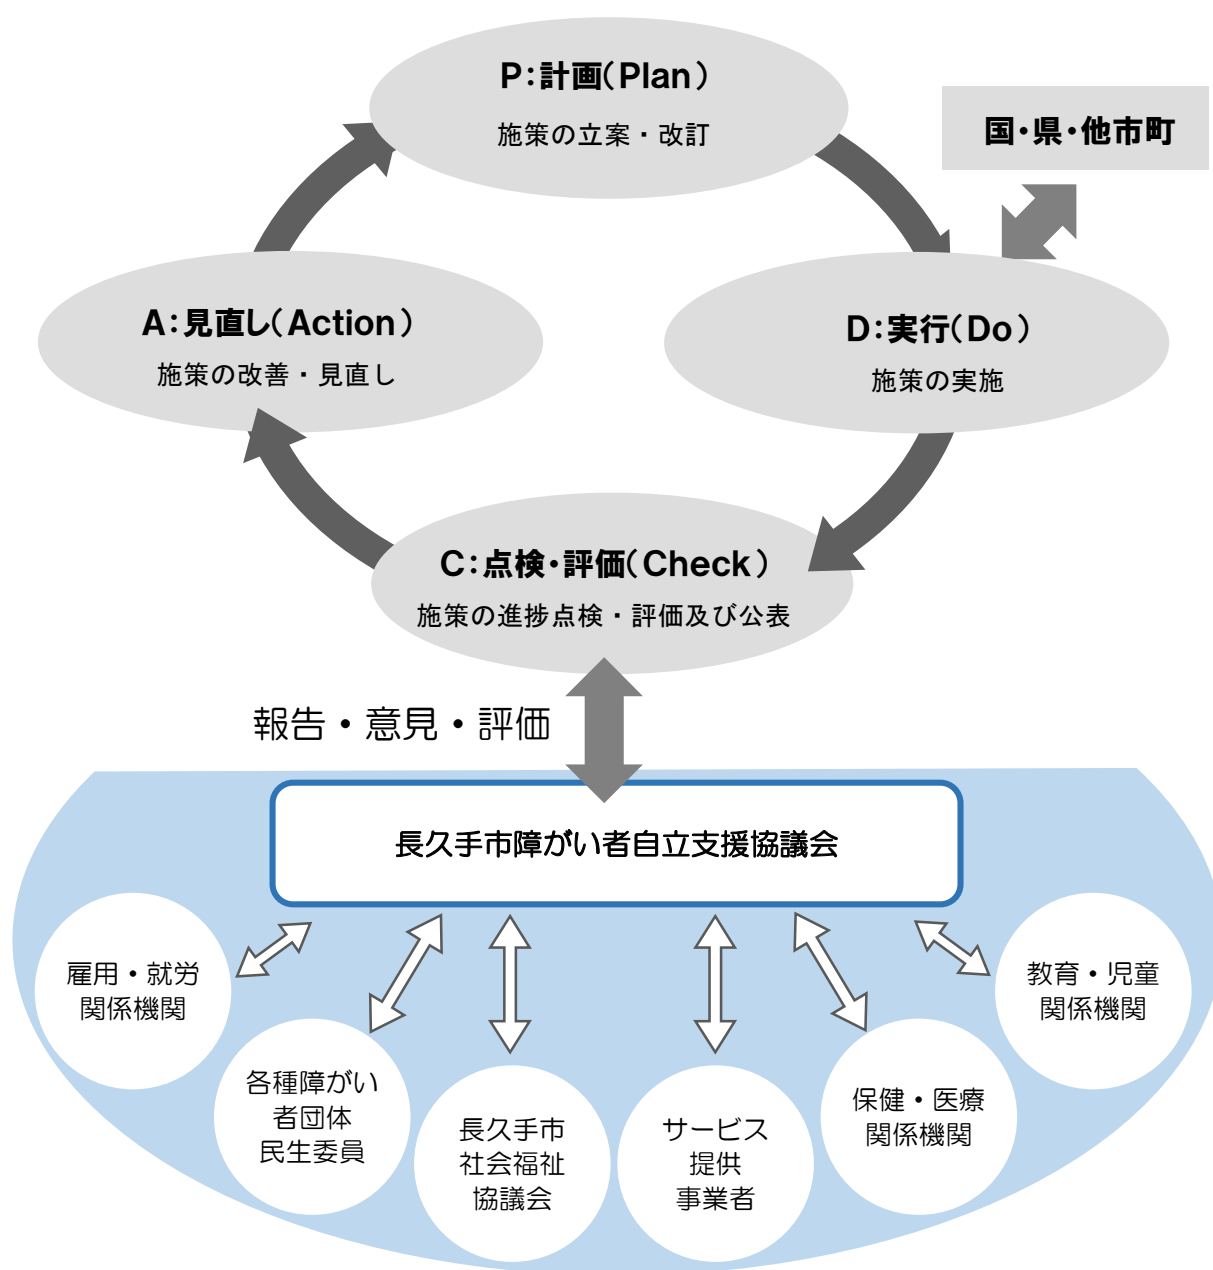 P:計画(Plan)
施策の立案・改訂
国・県・他市町
A:見直し(Action)
施策の改善・見直し
D:実行(Do)
施策の実施
C:点検・評価(Check)
施策の進捗点検・評価及び公表
報告・意見・評価
長久手市障がい者自立支援協議会
雇用・就労
関係機関
各種障がい
者団体
民生委員
長久手市
社会福祉
協議会
サービス
提供
事業者
保健・医療
関係機関
教育・児童
関係機関